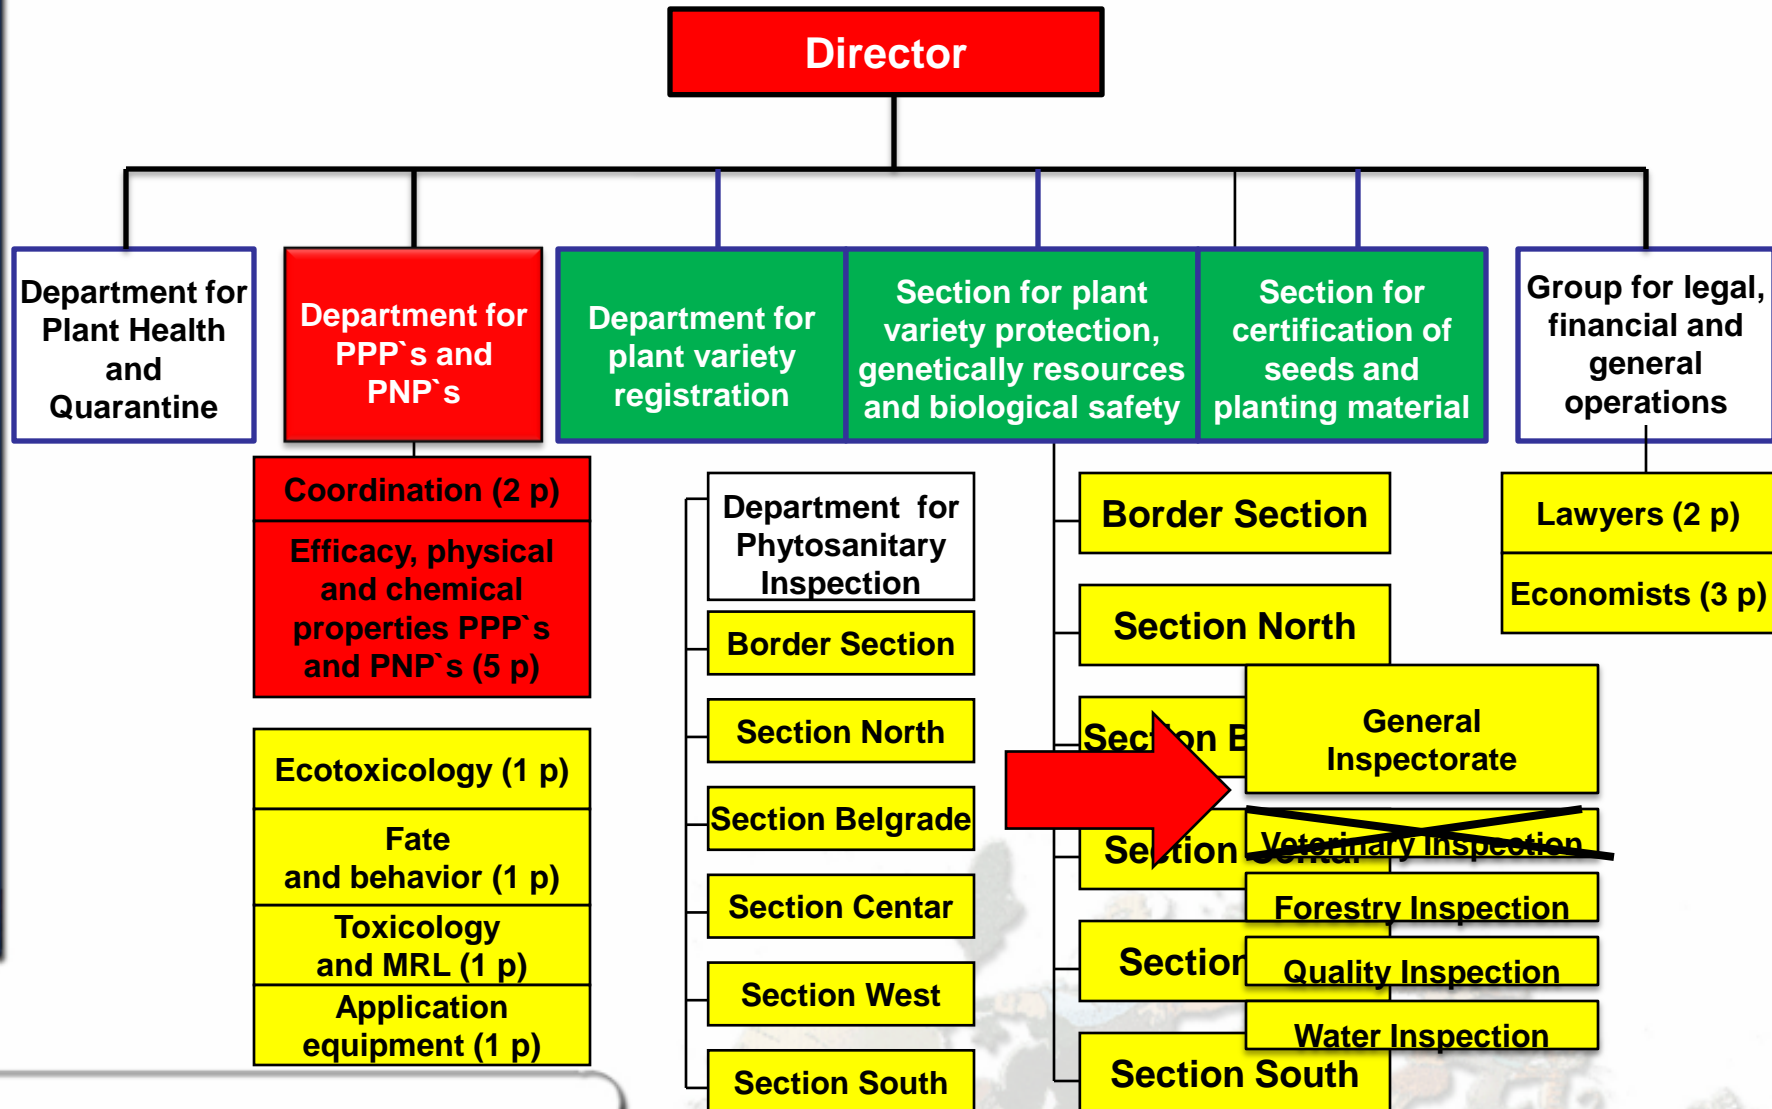 Director
Department for
Plant Health
and
Quarantine
Department for
PPP`s and
PNP`s
Department for
plant variety
registration
Section for plant
variety protection,
genetically resources
and biological safety
Section for
certification of
seeds and
planting material
Group for legal,
financial and
general
operations
Coordination (2 p)
Efficacy, physical
and chemical
properties PPP`s
and PNP`s (5 p)
Ecotoxicology (1 p)
Fate
and behavior (1 p)
Toxicology
and MRL (1 p)
Application
equipment (1 p)
Department for
Phytosanitary
Inspection
Border Section
Section North
Section Belgrade
Section Centar
Section West
Section South
Border Section
Section North
Section
Section
Section South
General
Inspectorate
Veterinary Inspection
Forestry Inspection
Quality Inspection
Water Inspection
Lawyers (2 p)
Economists (3 p)